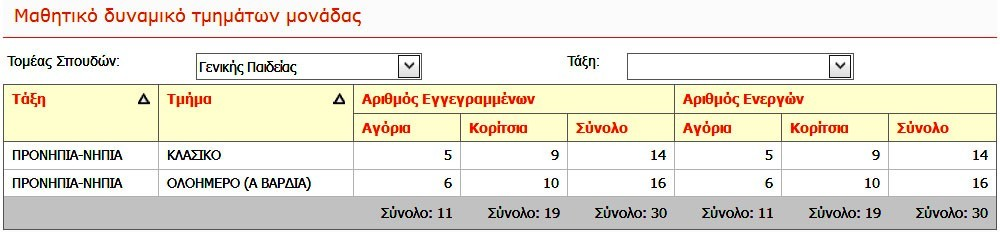 Μαθητικό δυναμικό τμημάτων μονάδας
Τομέας Σπουδών: Γενικής Παιδείας Τάξη:
Τάξη Τμήμα Αριθμός Εγγεγραμμένων Αριθμός Ενεργών
Αγόρια Κορίτσια Σύνολο Αγόρια Κορίτσια Σύνολο
ΠΡΟΝΗΠΙΑ-ΝΗΠΙΑ ΚΛΑΣΙΚΟ 5 9 14 5 9 14
ΠΡΟΝΗΠΙΑ-ΝΗΠΙΑ ΟΛΟΗΜΕΡΟ (Α ΒΑΡΔΙΑ) 6 10 16 6 10 16
Σύνολο: 11 Σύνολο: 19 Σύνολο: 30 Σύνολο: 11 Σύνολο: 19 Σύνολο: 30